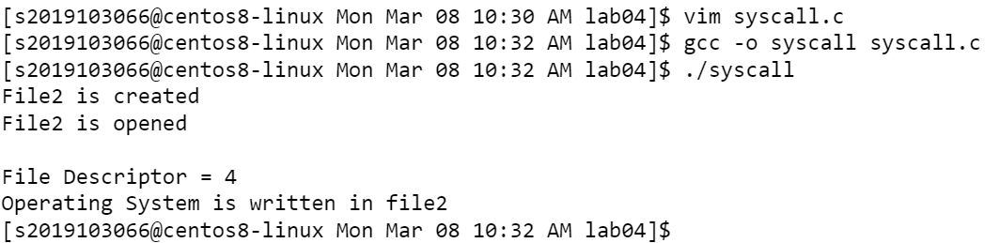 [s2019103066@centos8-linux Mon Mar 08 10:30 AM lab04]$ vim syscall.c
[s2019103066@centos8-linux Mon Mar 08 10:32 AM lab04]$ gcc -o syscall syscall.c
[s2019103066@centos8-linux Mon Mar 08 10:32 AM lab04]$ ./syscall
File2 is created
File2 is opened

File Descriptor = 4
Operating System is written in file2
[s2019103066@centos8-linux Mon Mar 08 10:32 AM lab04]$